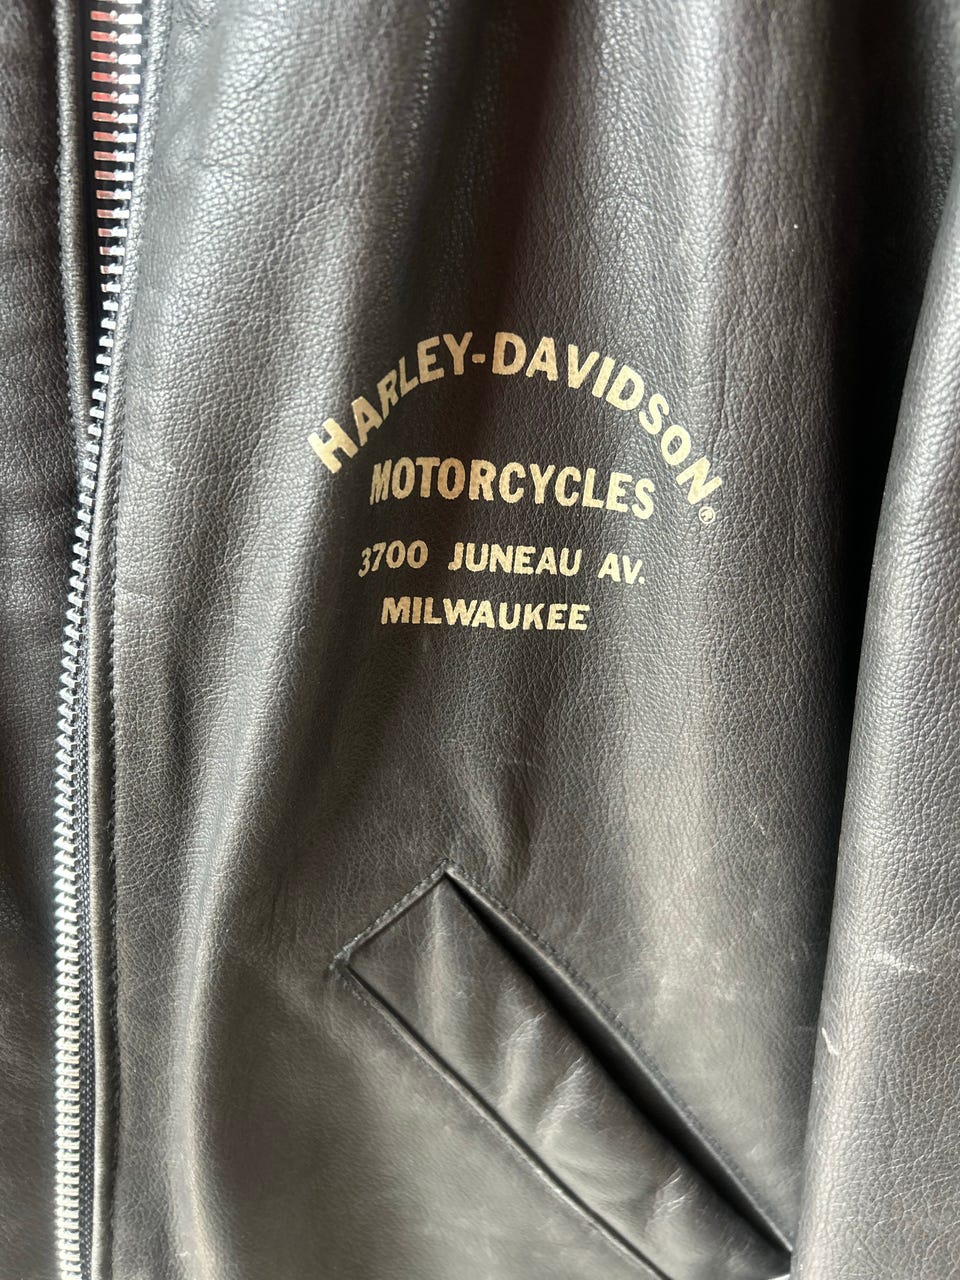 HARLEY-DAVIDSON®
MOTORCYCLES
3700 JUNEAU AV.
MILWAUKEE